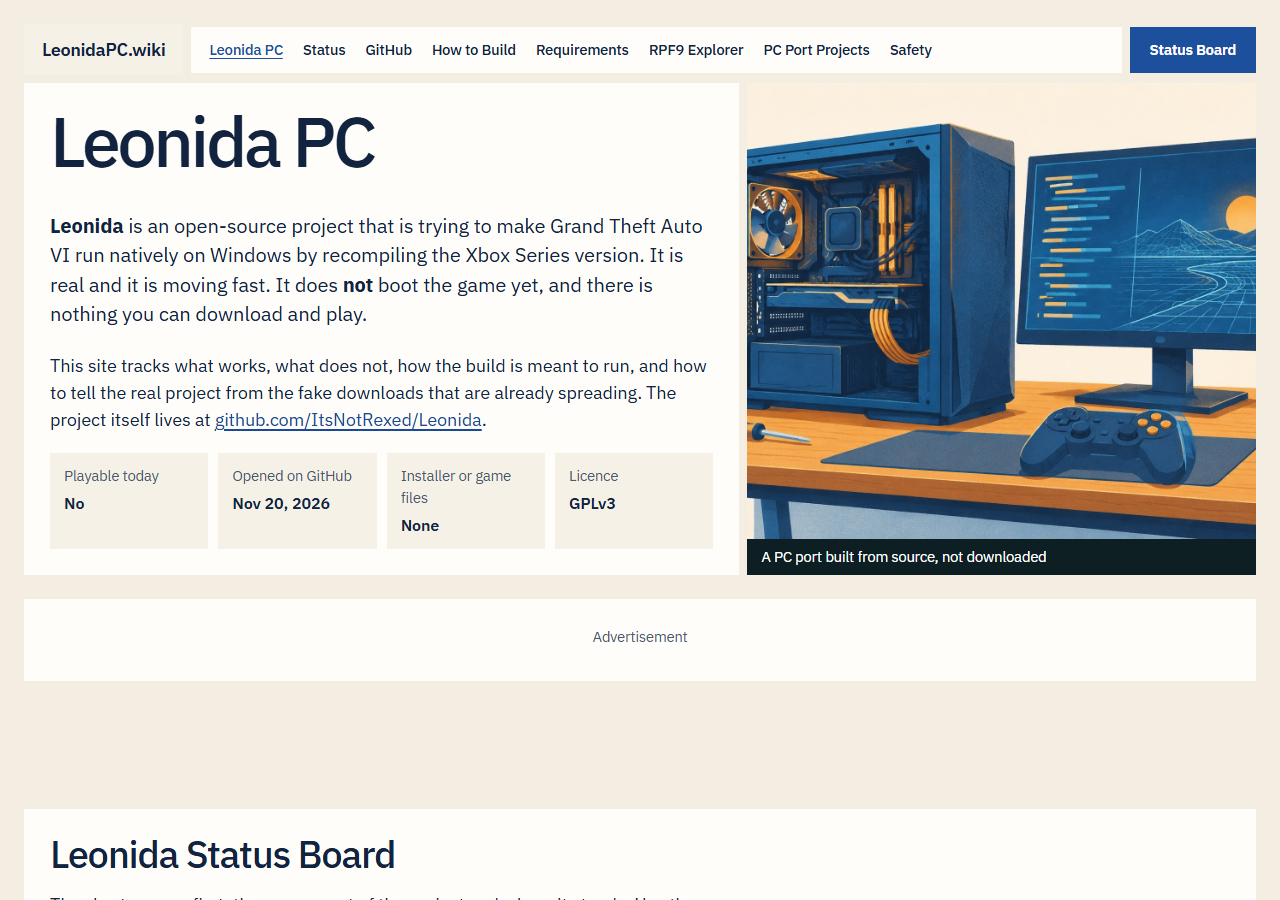 LeonidaPC.wiki
Leonida PC Status GitHub How to Build Requirements RPF9 Explorer PC Port Projects Safety
Status Board
Leonida PC
Leonida is an open-source project that is trying to make Grand Theft Auto
VI run natively on Windows by recompiling the Xbox Series version. It is
real and it is moving fast. It does not boot the game yet, and there is
nothing you can download and play.
This site tracks what works, what does not, how the build is meant to run, and how
to tell the real project from the fake downloads that are already spreading. The
project itself lives at github.com/ItsNotRexed/Leonida.
Playable today
No
Opened on GitHub
Nov 20, 2026
Installer or game
files
None
Licence
GPLv3
A PC port built from source, not downloaded
Advertisement
Leonida Status Board